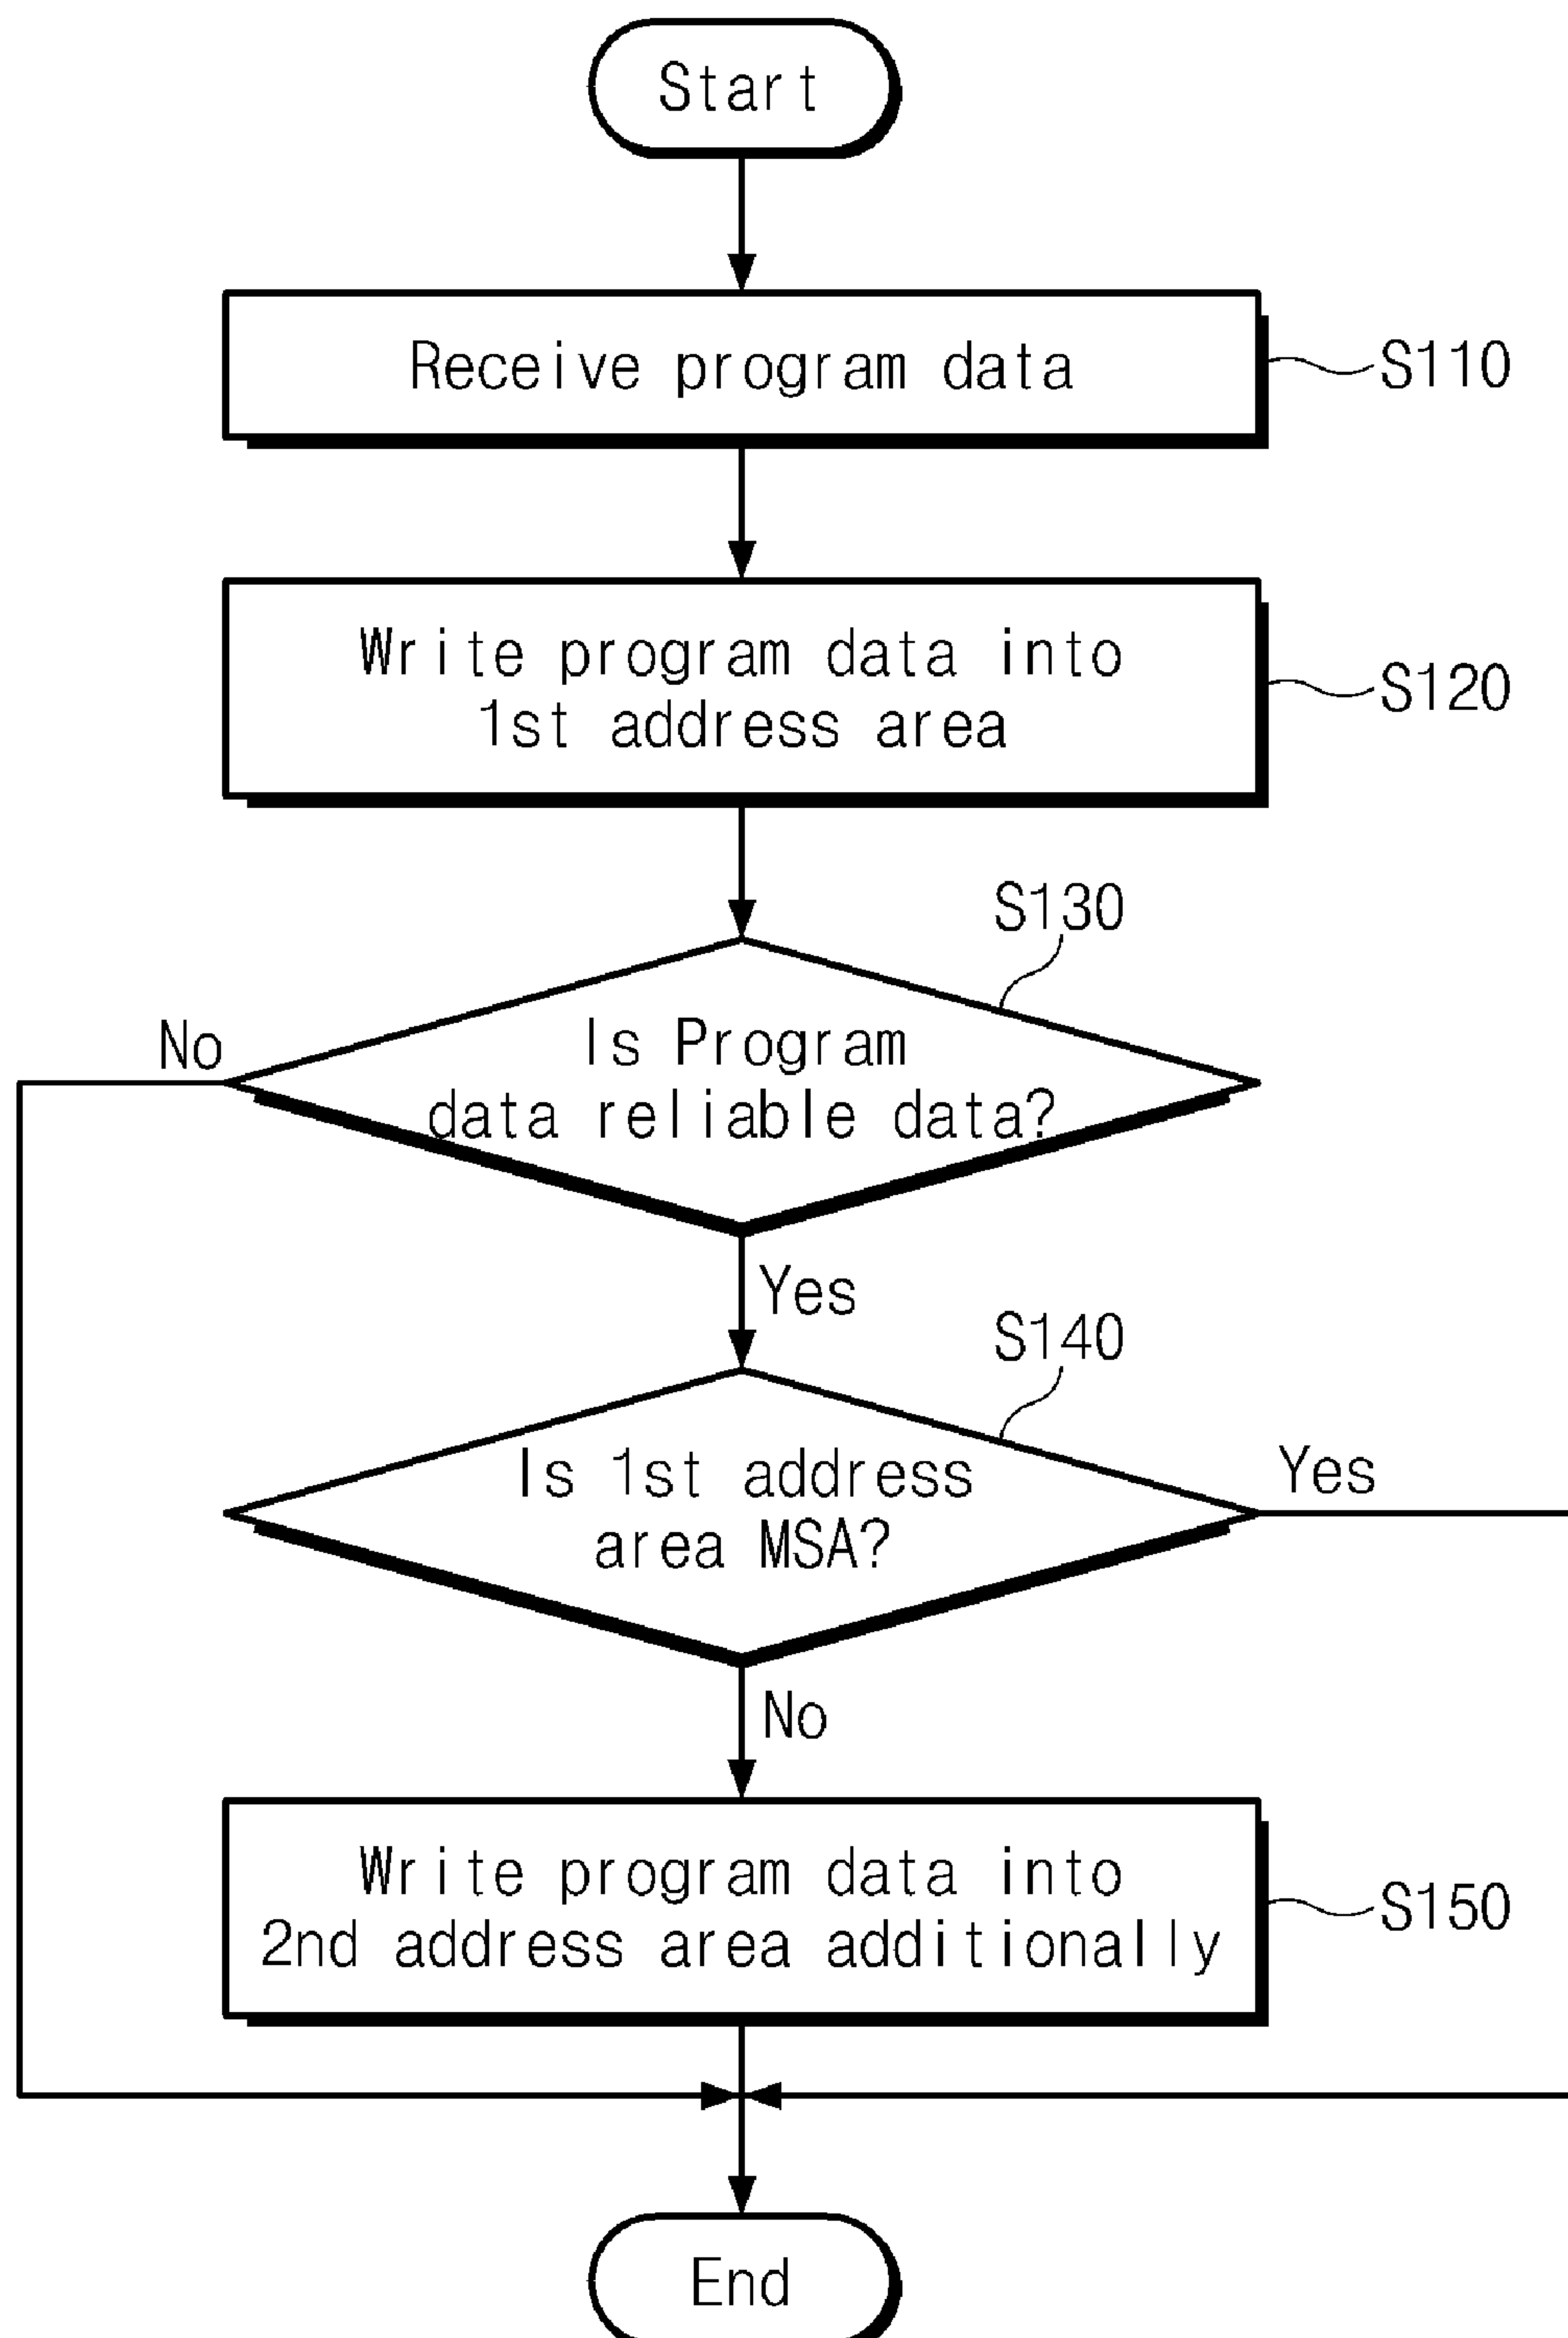 Start
Receive program data
S110
Write program data into
1st address area
S120
S130
No
Is Program
data reliable data?
Yes
S140
Is 1st address
area MSA?
Yes
No
Write program data into
2nd address area additionally
S150
End